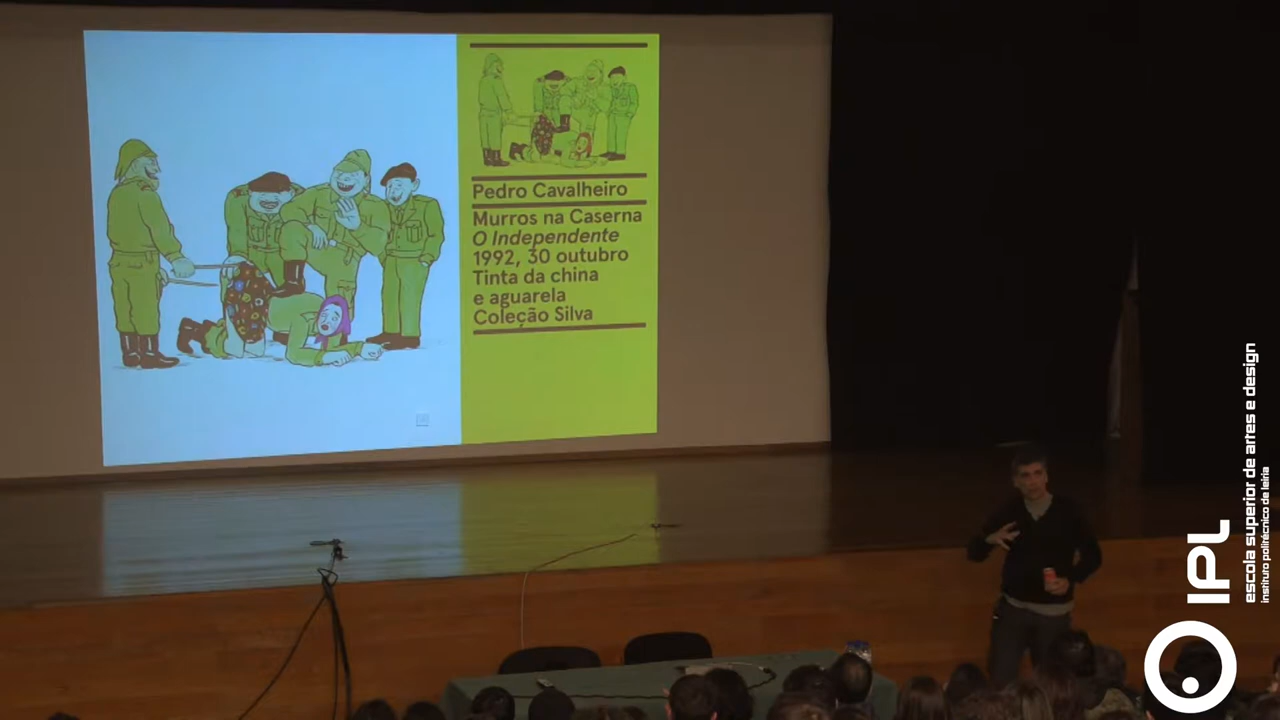 Pedro Cavalheiro
Murros na Caserna
O Independente
1992, 30 outubro
Tinta da china
e aguarela
Coleção Silva
IPL
escola superior de artes e design
instituto politécnico de leiria